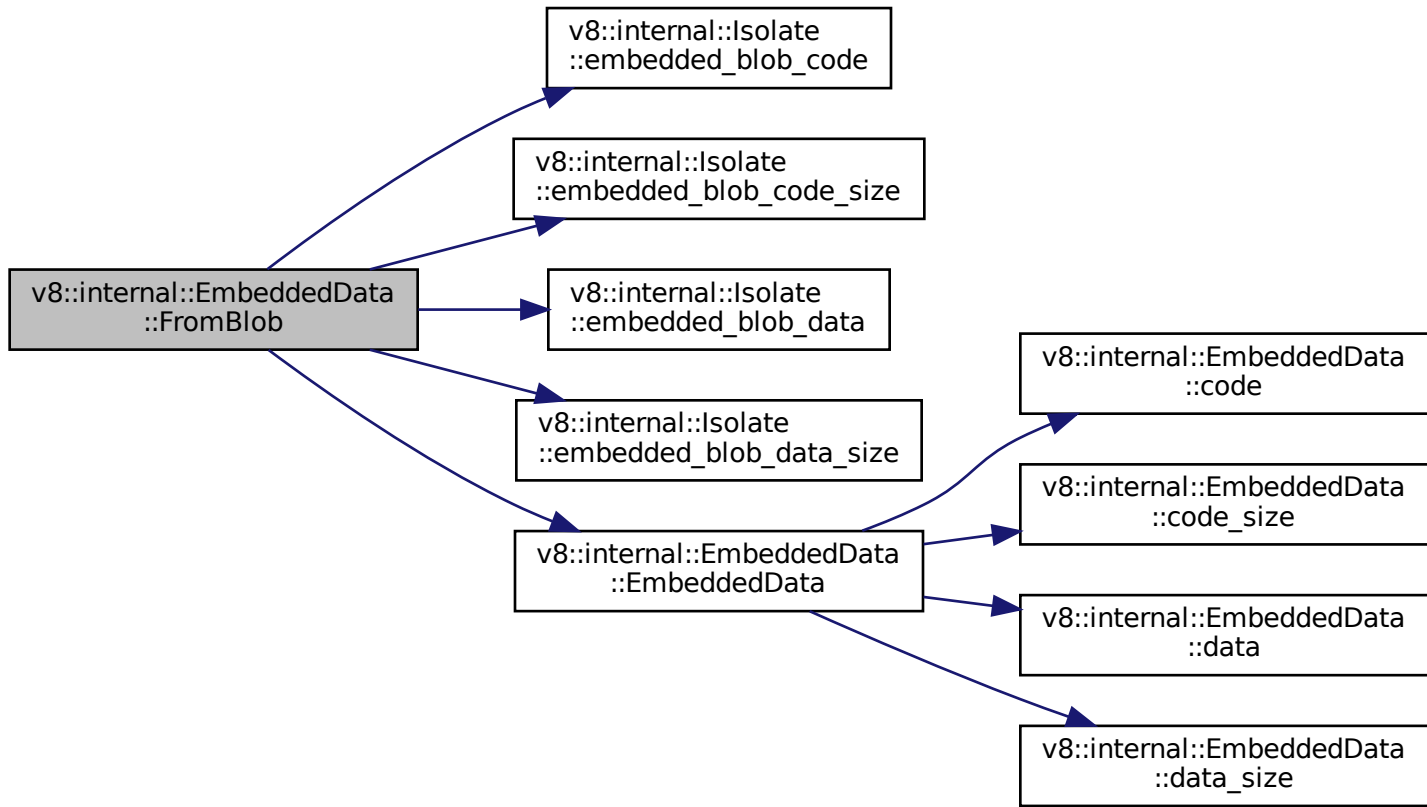 v8::internal::Isolate
::embedded_blob_code
v8::internal::Isolate
::embedded_blob_code_size
v8::internal::EmbeddedData
::FromBlob
v8::internal::Isolate
::embedded_blob_data
v8::internal::Isolate
::embedded_blob_data_size
v8::internal::EmbeddedData
::EmbeddedData
v8::internal::EmbeddedData
::code
v8::internal::EmbeddedData
::code_size
v8::internal::EmbeddedData
::data
v8::internal::EmbeddedData
::data_size